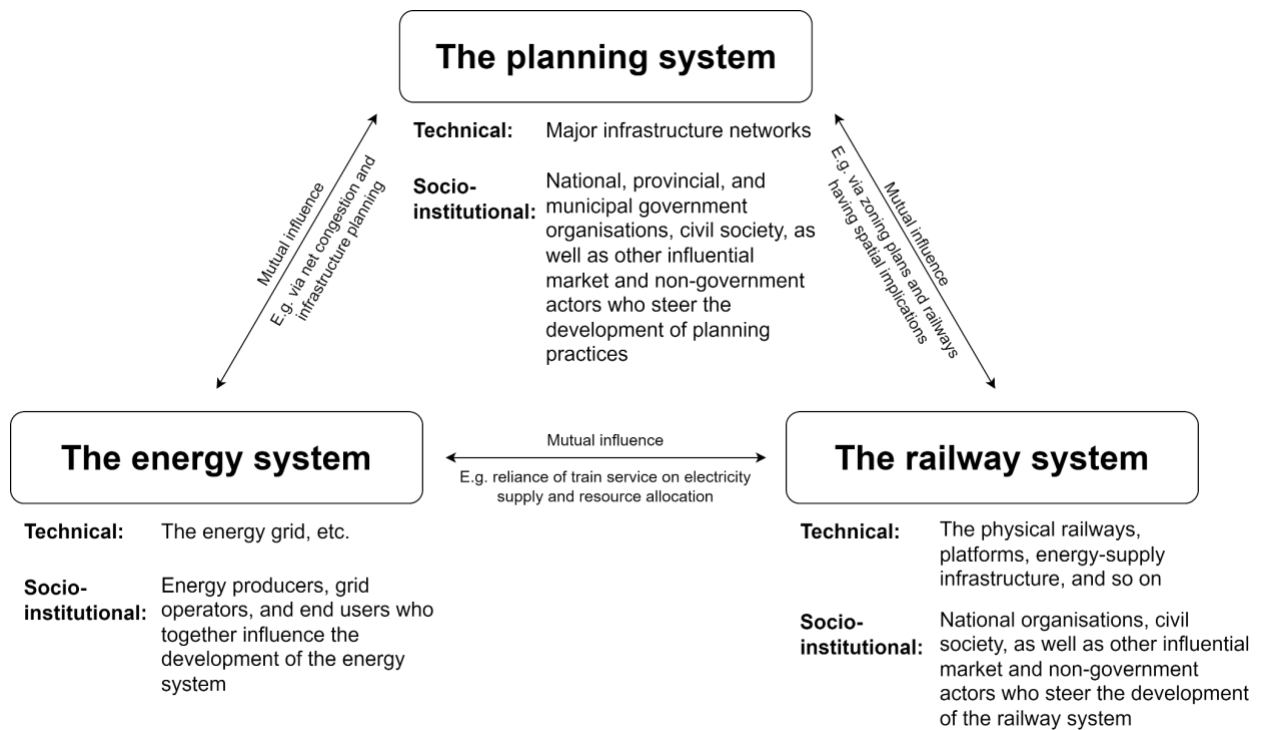 The planning system
Technical: Major infrastructure networks
Socio-
institutional:
National, provincial, and
municipal government
organisations, civil society, as
well as other influential
market and non-government
actors who steer the
development of planning
practices
Mutual influence
E.g. via net congestion and
infrastructure planning
Mutual influence
E.g. via zoning plans and railways
having spatial implications
The energy system
Technical: The energy grid, etc.
Socio-
institutional:
Energy producers, grid
operators, and end users who
together influence the
development of the energy
system
Mutual influence
E.g. reliance of train service on electricity
supply and resource allocation
The railway system
Technical:
The physical railways,
platforms, energy-supply
infrastructure, and so on
Socio-
institutional:
National organisations, civil
society, as well as other influential
market and non-government
actors who steer the development
of the railway system